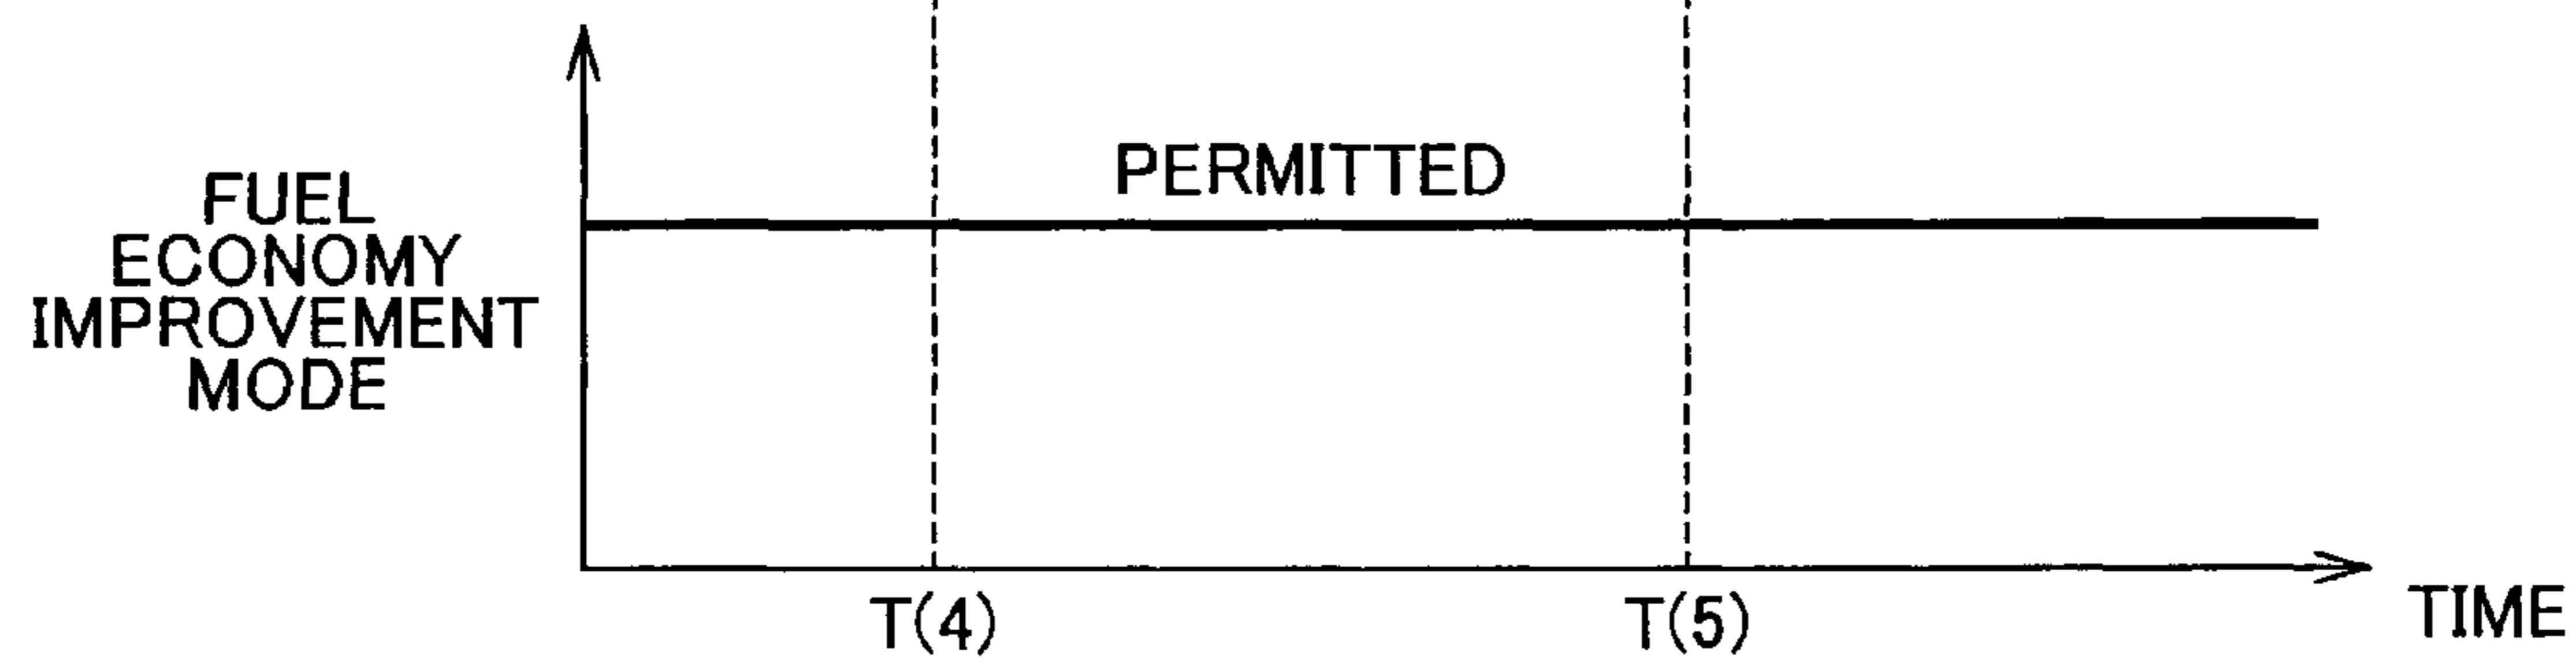 PERMITTED
FUEL
ECONOMY
IMPROVEMENT
MODE
T(4)
T(5)
TIME